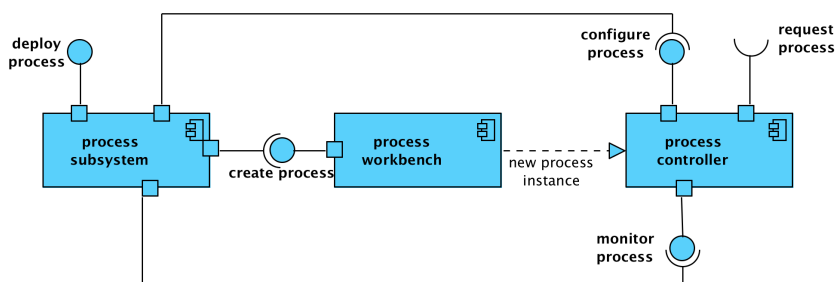 deploy
process
configure
process
request
process
process
subsystem
create process
process
workbench
new process
instance
process
controller
monitor
process